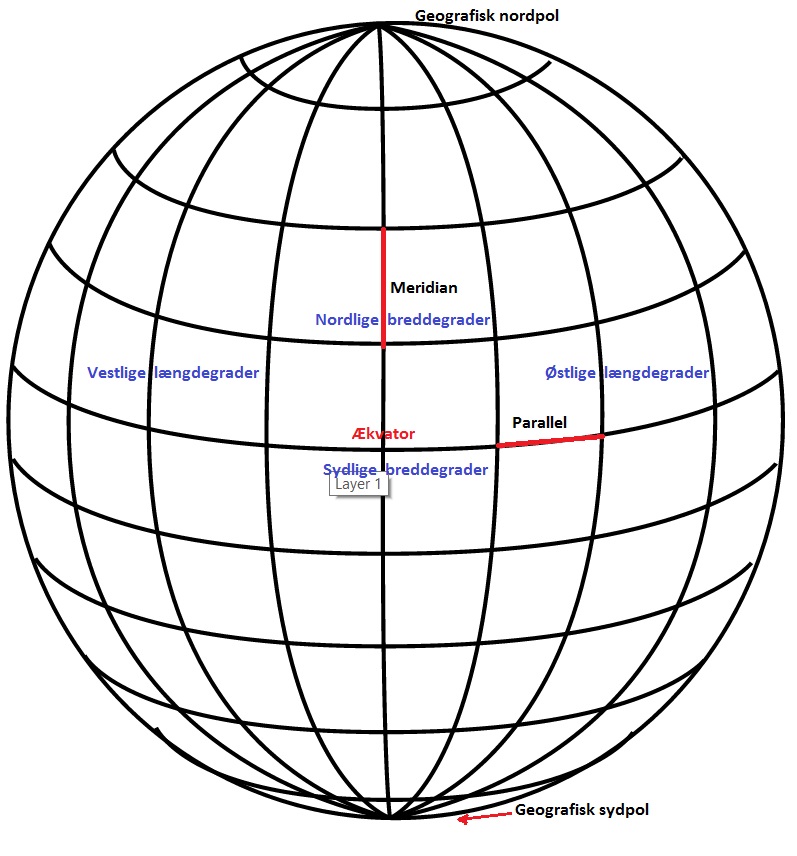 Geografisk nordpol
Meridian
Nordlige breddegrader
Vestlige længdegrader
Østlige længdegrader
Parallel
Ækvator
Sydlige breddegrader
Layer 1
Geografisk sydpol